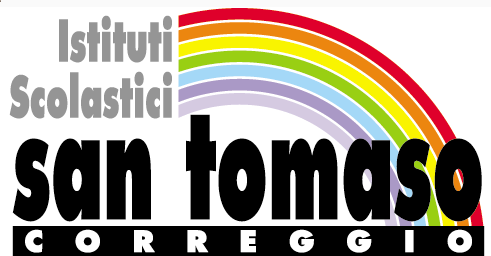 Istituti
Scolastici
san tomaso
CORREGGIO